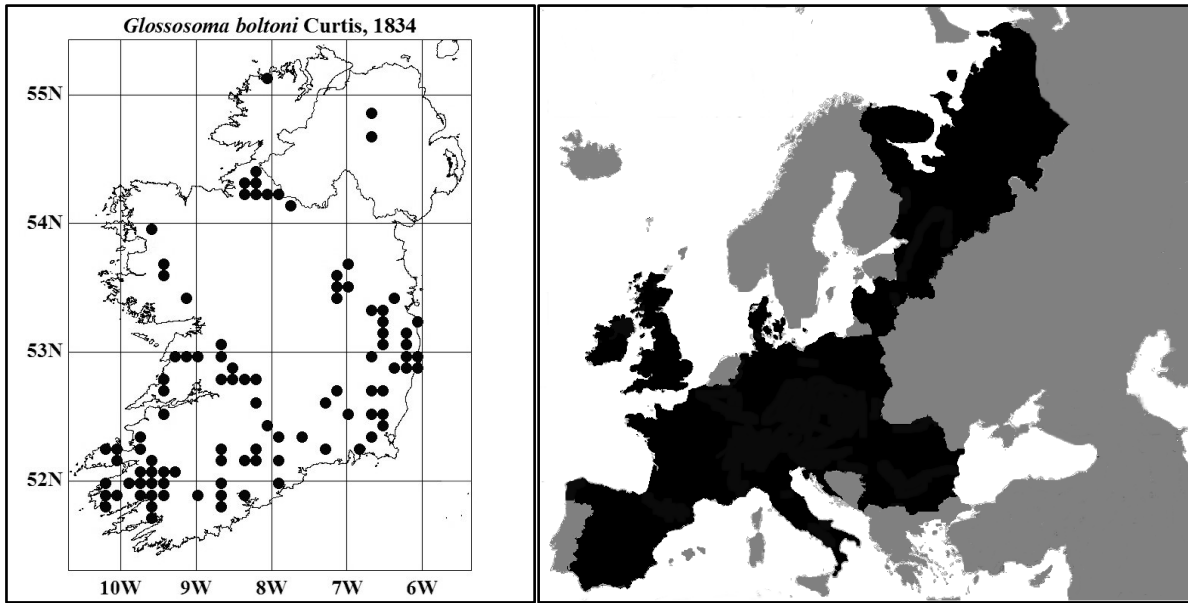 Glossosoma boltoni Curtis, 1834
55N
54N
53N
52N
10W 9W 8W 7W 6W